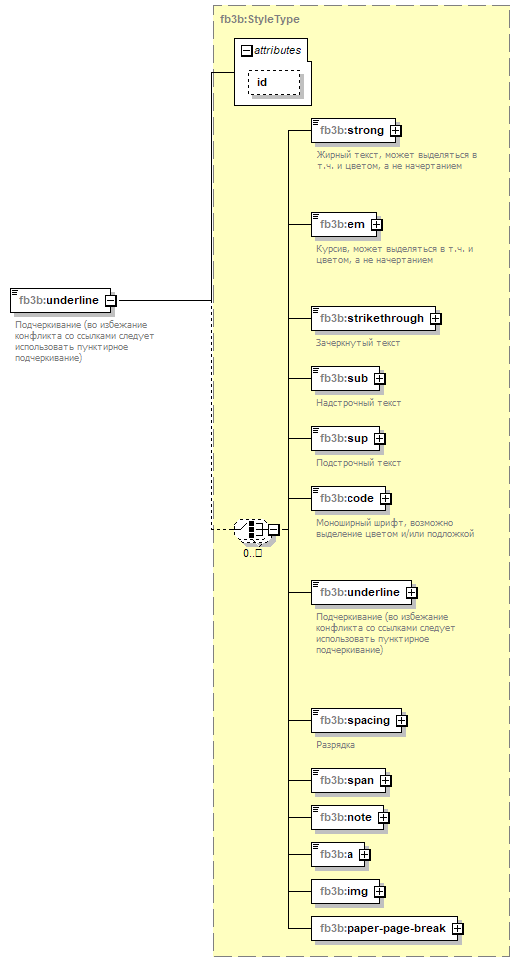 fb3b:StyleType
attributes
id
fb3b:strong
Жирный текст, может выделяться в
т.ч. и цветом, а не начертанием
fb3b:em
Курсив, может выделяться в т.ч. и
цветом, а не начертанием
fb3b:underline
Подчеркивание (во избежание
конфликта со ссылками следует
использовать пунктирное
подчеркивание)
fb3b:strikethrough
Зачеркнутый текст
fb3b:sub
Надстрочный текст
fb3b:sup
Подстрочный текст
fb3b:code
Моноширный шрифт, возможно
выделение цветом и/или подложкой
0..□
fb3b:underline
Подчеркивание (во избежание
конфликта со ссылками следует
использовать пунктирное
подчеркивание)
fb3b:spacing
Разрядка
fb3b:span
fb3b:note
fb3b:a
fb3b:img
fb3b:paper-page-break